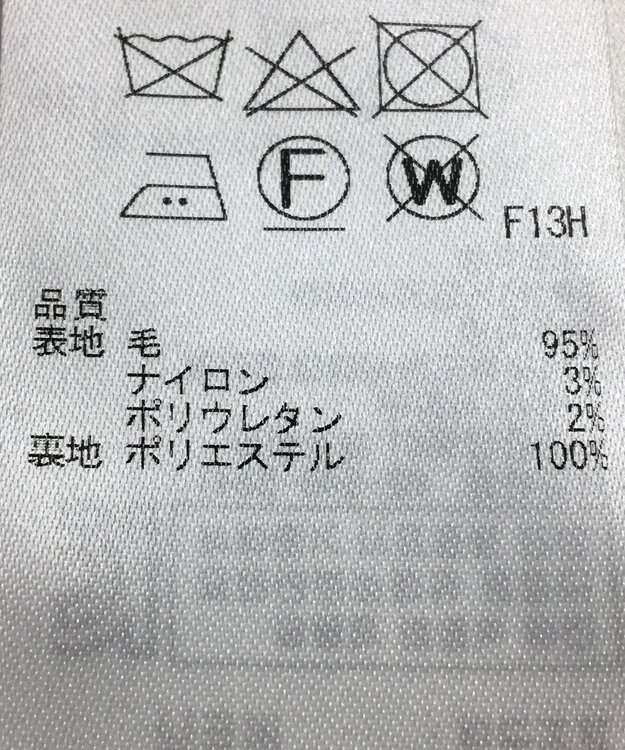 F W F13H
品質
表地 毛 95%
ナイロン 3%
ポリウレタン 2%
裏地 ポリエステル 100%